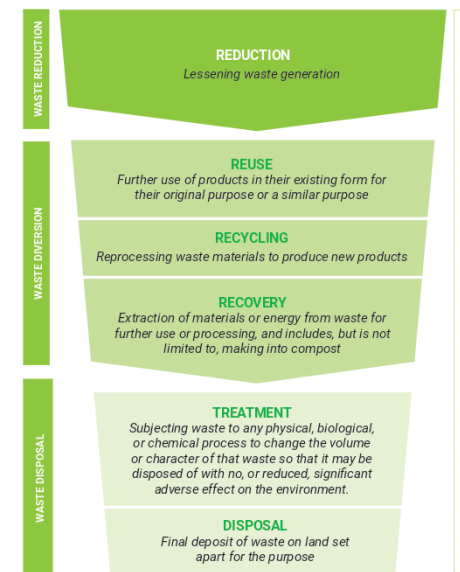 WASTE REDUCTION
REDUCTION
Lessening waste generation
WASTE DIVERSION
REUSE
Further use of products in their existing form for
their original purpose or a similar purpose
RECYCLING
Reprocessing waste materials to produce new products
RECOVERY
Extraction of materials or energy from waste for
further use or processing, and includes, but is not
limited to, making into compost
WASTE DISPOSAL
TREATMENT
Subjecting waste to any physical, biological,
or chemical process to change the volume
or character of that waste so that it may be
disposed of with no, or reduced, significant
adverse effect on the environment.
DISPOSAL
Final deposit of waste on land set
apart for the purpose